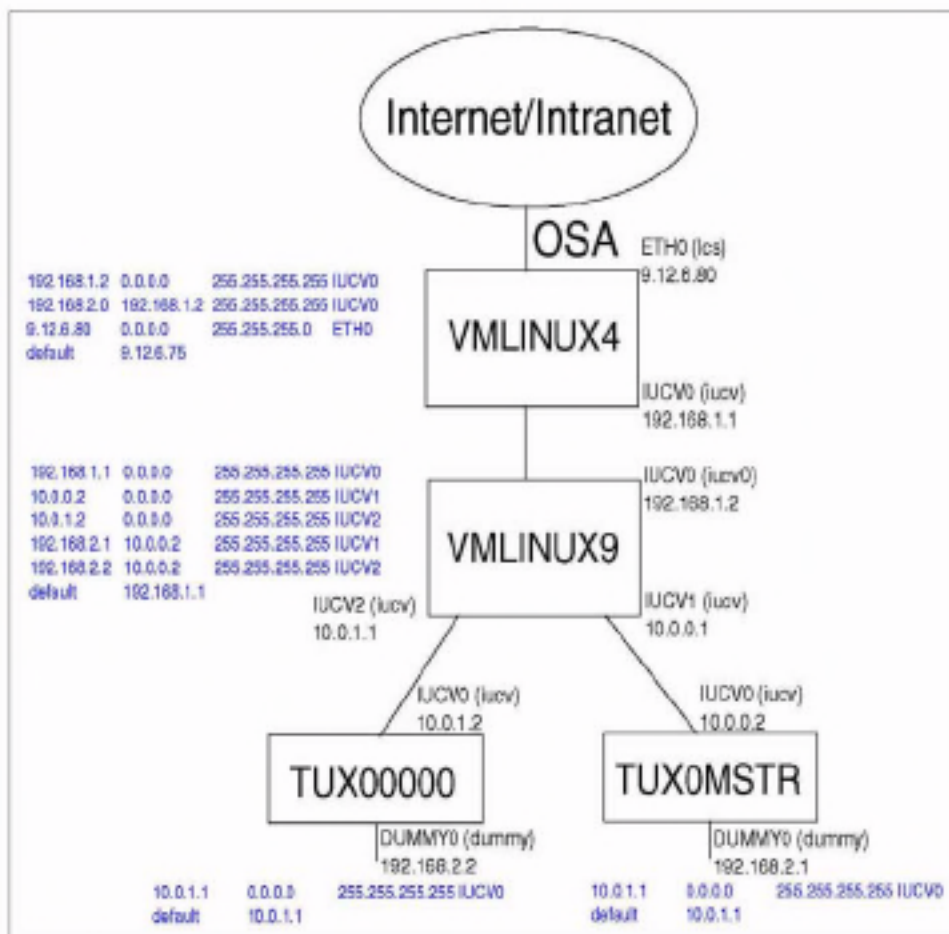 Internet/Intranet
OSA
ETH0 (lcs)
9.12.6.80
192.168.1.2 0.0.0.0 255.255.255.255 IUCV0
192.168.2.0 192.168.1.2 255.255.255.255 IUCV0
9.12.6.80 0.0.0.0 255.255.255.0 ETH0
default 9.12.6.75
VMLINUX4
IUCV0 (iucv)
192.168.1.1
192.168.1.1 0.0.0.0 255.255.255.255 IUCV0
10.0.0.2 0.0.0.0 255.255.255.255 IUCV1
10.0.1.2 0.0.0.0 255.255.255.255 IUCV2
192.168.2.1 10.0.0.2 255.255.255.255 IUCV1
192.168.2.2 10.0.0.2 255.255.255.255 IUCV2
default 192.168.1.1
IUCV0 (iucv0)
192.168.1.2
VMLINUX9
IUCV2 (iucv)
10.0.1.1
IUCV1 (iucv)
10.0.0.1
IUCV0 (iucv)
10.0.1.2
IUCV0 (iucv)
10.0.0.2
TUX00000
TUX0MSTR
DUMMY0 (dummy)
192.168.2.2
DUMMY0 (dummy)
192.168.2.1
10.0.1.1 0.0.0.0 255.255.255.255 IUCV0
default 10.0.1.1
10.0.1.1 0.0.0.0 255.255.255.255 IUCV0
default 10.0.1.1